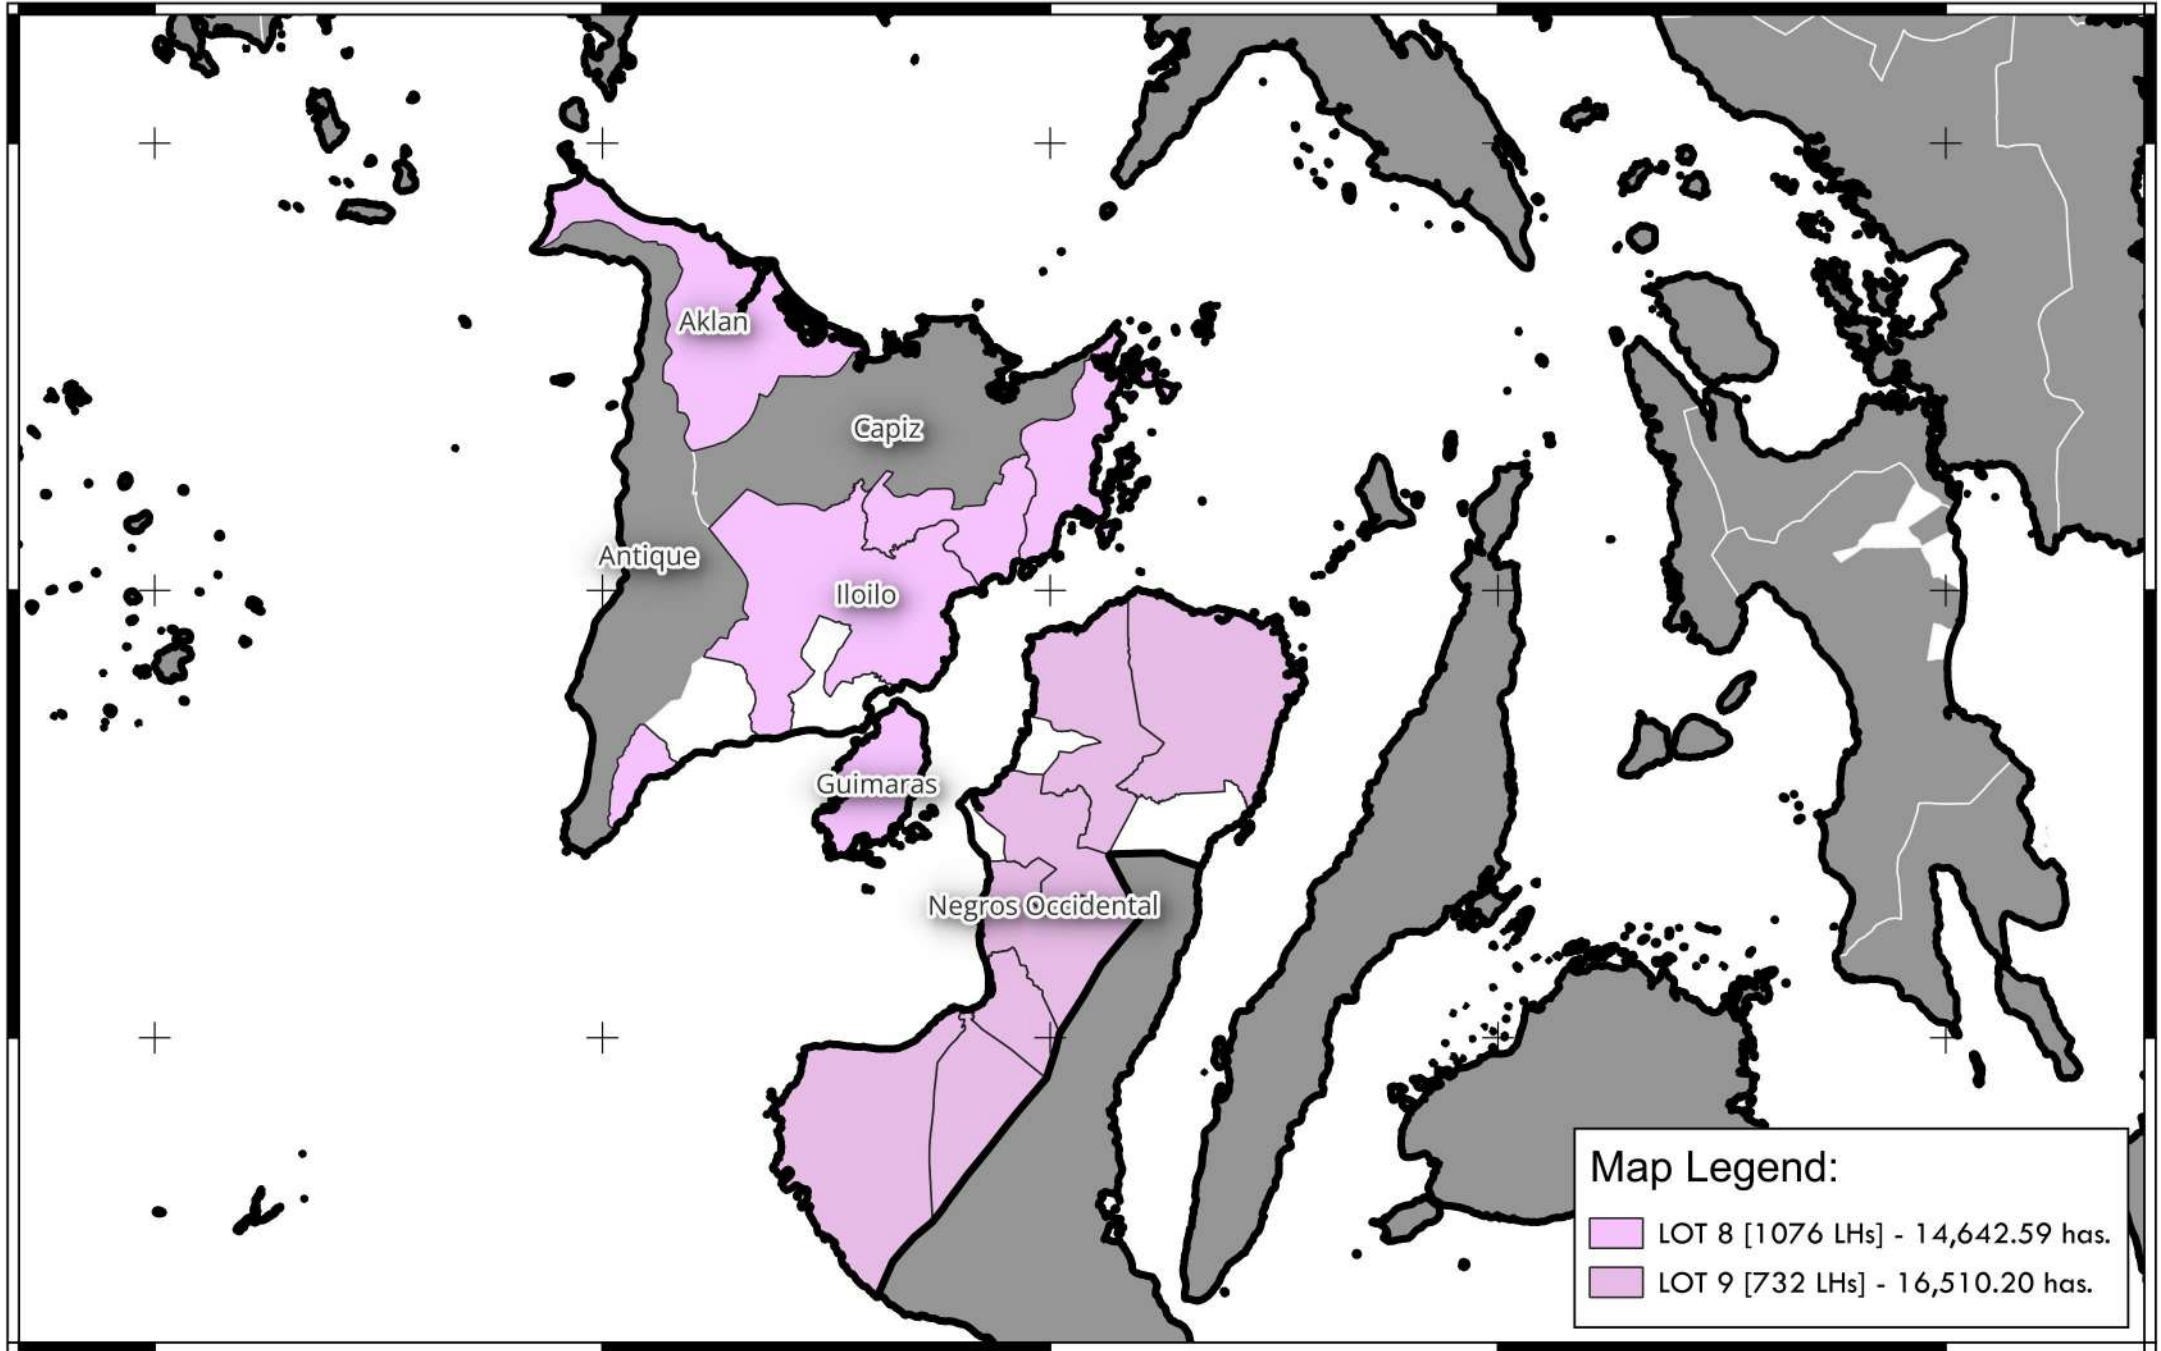 Aklan
Capiz
Antique
Iloilo
Guimaras
Negros Occidental
Map Legend:
LOT 8 [1076 LHs] - 14,642.59 has.
LOT 9 [732 LHs] - 16,510.20 has.